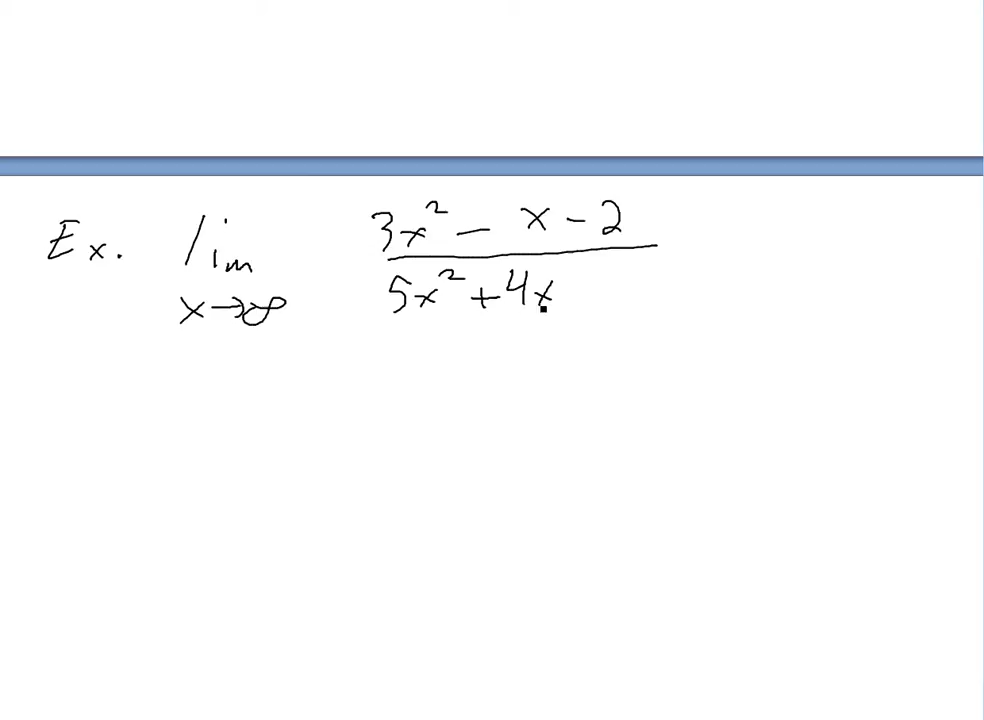 Ex. lim x→∞ (3x² − x − 2)/(5x² + 4x